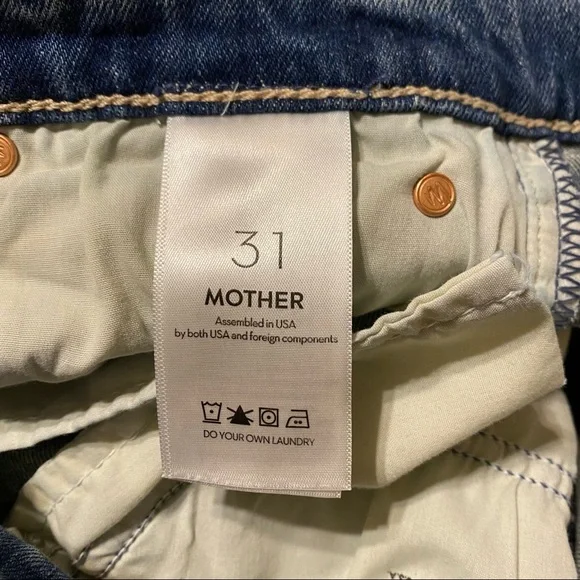 31
MOTHER
Assembled in USA
by both USA and foreign components
DO YOUR OWN LAUNDRY
M